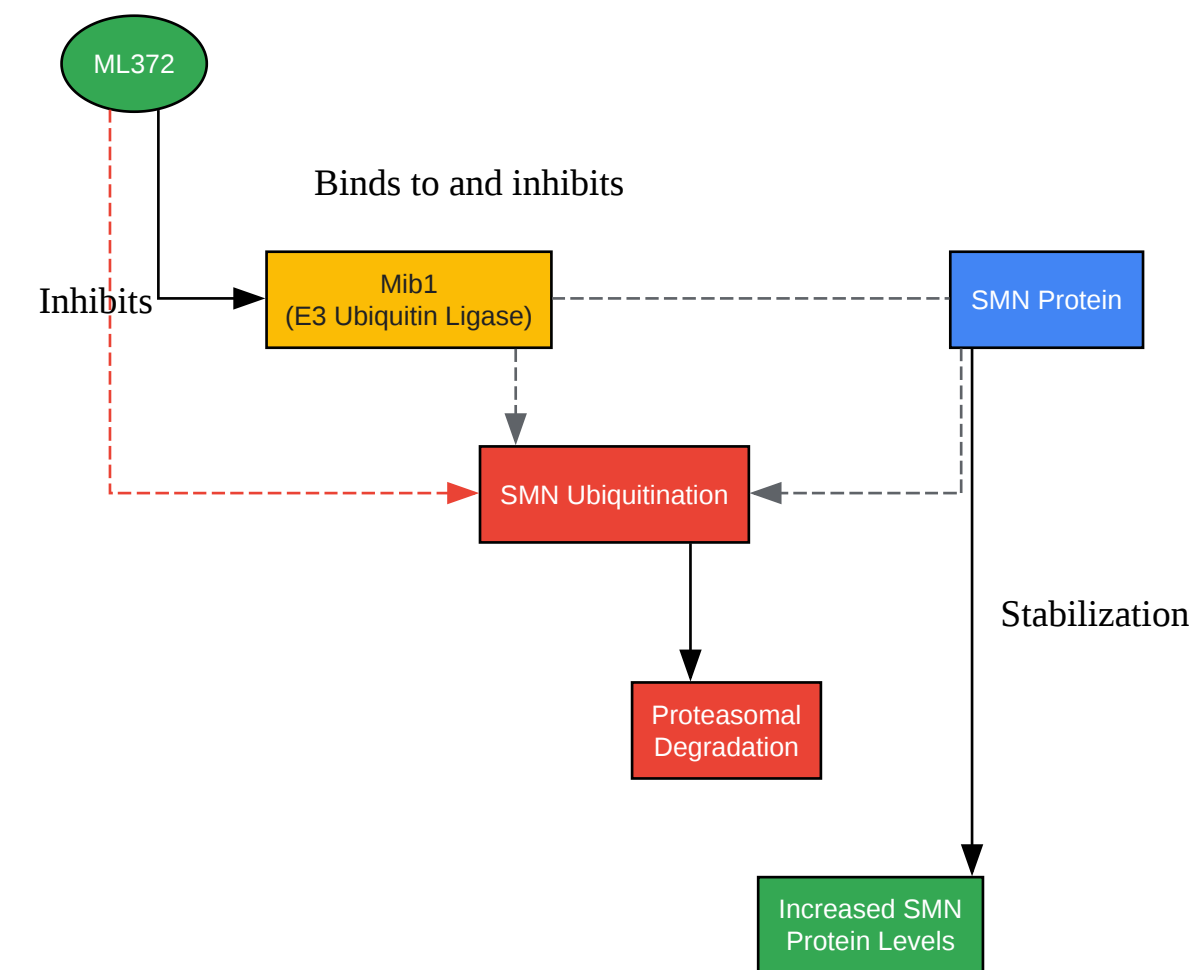 ML372
Binds to and inhibits
Inhibits
Mib1
(E3 Ubiquitin Ligase)
SMN Protein
SMN Ubiquitination
Stabilization
Proteasomal
Degradation
Increased SMN
Protein Levels